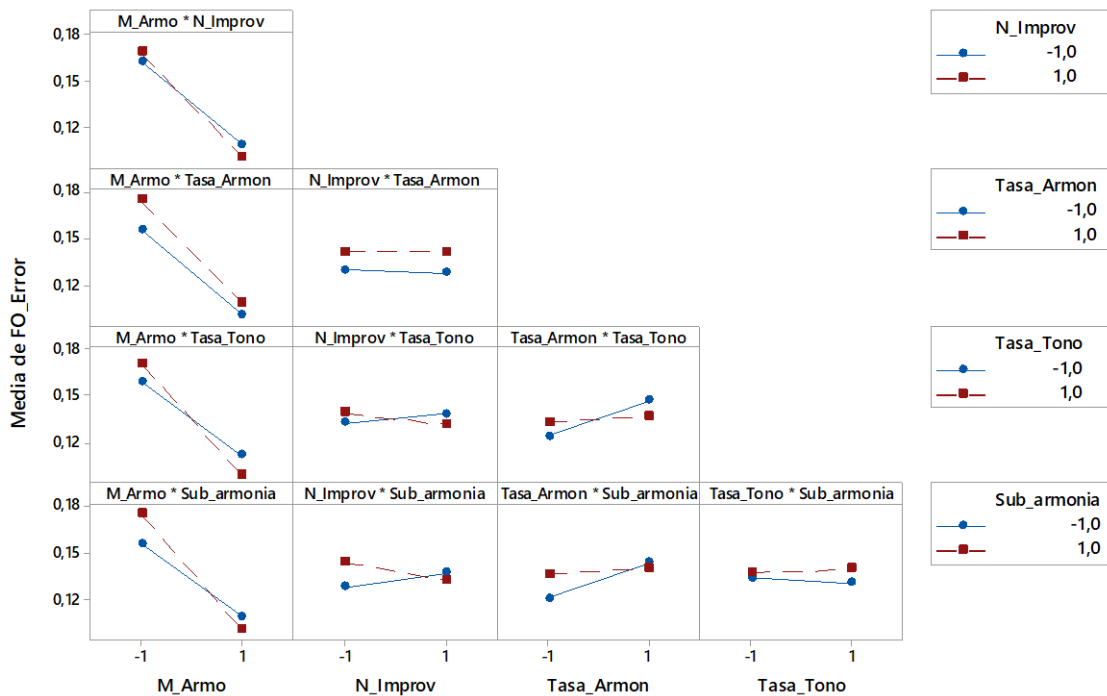 M_Armo * N_Improv
0,18
0,15
0,12
N_Improv
-1,0
1,0
M_Armo * Tasa_Armon
N_Improv * Tasa_Armon
0,18
0,15
0,12
Tasa_Armon
-1,0
1,0
Media de FO_Error
M_Armo * Tasa_Tono
N_Improv * Tasa_Tono
Tasa_Armon * Tasa_Tono
0,18
0,15
0,12
Tasa_Tono
-1,0
1,0
M_Armo * Sub_armonia
N_Improv * Sub_armonia
Tasa_Armon * Sub_armonia
Tasa_Tono * Sub_armonia
0,18
0,15
0,12
Sub_armonia
-1,0
1,0
-1 1
-1 1
-1 1
-1 1
M_Armo
N_Improv
Tasa_Armon
Tasa_Tono